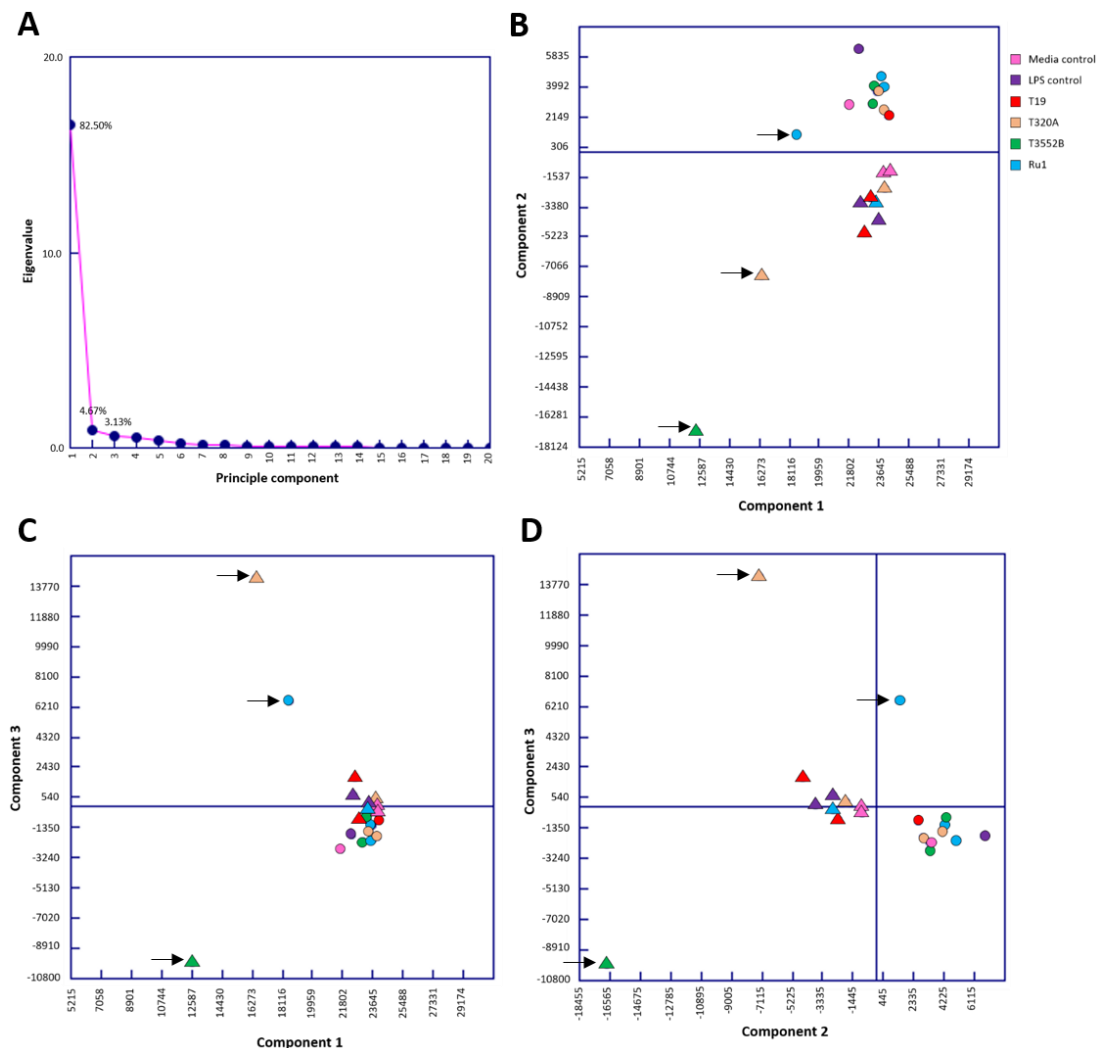 A
20.0
10.0
0.0
82.50%
4.67%
3.13%
Eigenvalue
1 2 3 4 5 6 7 8 9 10 11 12 13 14 15 16 17 18 19 20
Principle component
B
5835
3992
2149
306
-1537
-3380
-5223
-7066
-8909
-10752
-12595
-14438
-16281
-18124
Component 2
5215 7058 8901 10744 12587 14430 16273 18116 19959 21802 23645 25488 27331 29174
Component 1
Media control
LPS control
T19
T320A
T3552B
Ru1
C
13770
11880
9990
8100
6210
4320
2430
540
-1350
-3240
-5130
-7020
-8910
-10800
Component 3
5215 7058 8901 10744 12587 14430 16273 18116 19959 21802 23645 25488 27331 29174
Component 1
D
13770
11880
9990
8100
6210
4320
2430
540
-1350
-3240
-5130
-7020
-8910
-10800
Component 3
-18455 -16565 -14675 -12785 -10895 -9005 -7115 -5225 -3335 -1445 445 2335 4225 6115
Component 2